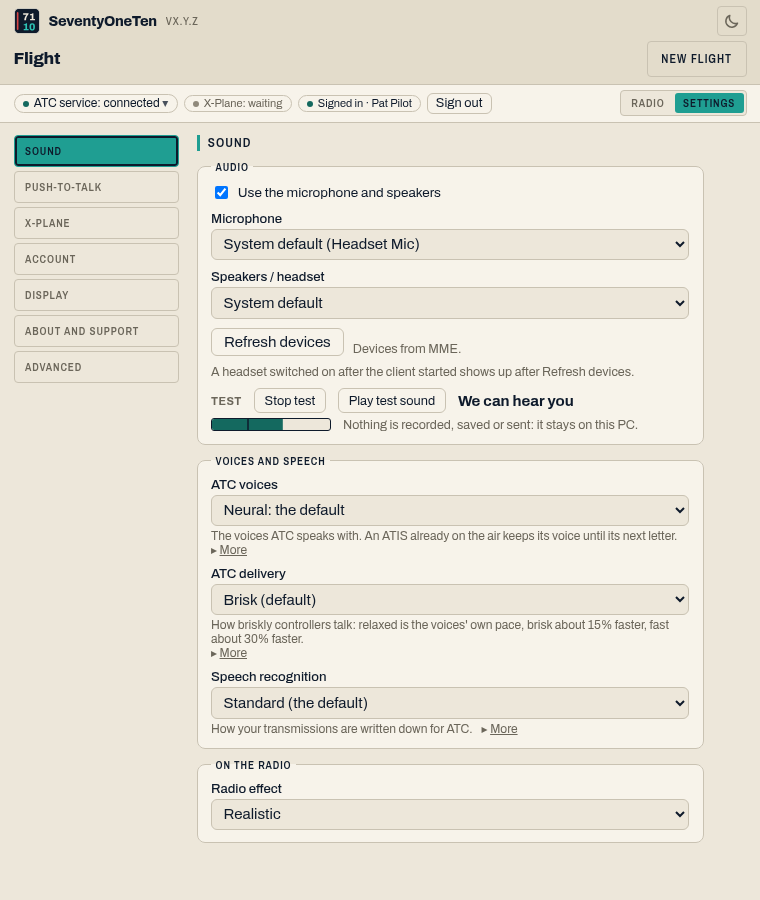 71
10
SeventyOneTen VX.Y.Z
Flight
NEW FLIGHT
ATC service: connected ▾ X-Plane: waiting Signed in · Pat Pilot Sign out RADIO SETTINGS
SOUND
PUSH-TO-TALK
X-PLANE
ACCOUNT
DISPLAY
ABOUT AND SUPPORT
ADVANCED
SOUND
AUDIO
Use the microphone and speakers
Microphone
System default (Headset Mic)
Speakers / headset
System default
Refresh devices Devices from MME.
A headset switched on after the client started shows up after Refresh devices.
TEST Stop test Play test sound We can hear you
Nothing is recorded, saved or sent: it stays on this PC.
VOICES AND SPEECH
ATC voices
Neural: the default
The voices ATC speaks with. An ATIS already on the air keeps its voice until its next letter.
▸ More
ATC delivery
Brisk (default)
How briskly controllers talk: relaxed is the voices' own pace, brisk about 15% faster, fast
about 30% faster.
▸ More
Speech recognition
Standard (the default)
How your transmissions are written down for ATC. ▸ More
ON THE RADIO
Radio effect
Realistic